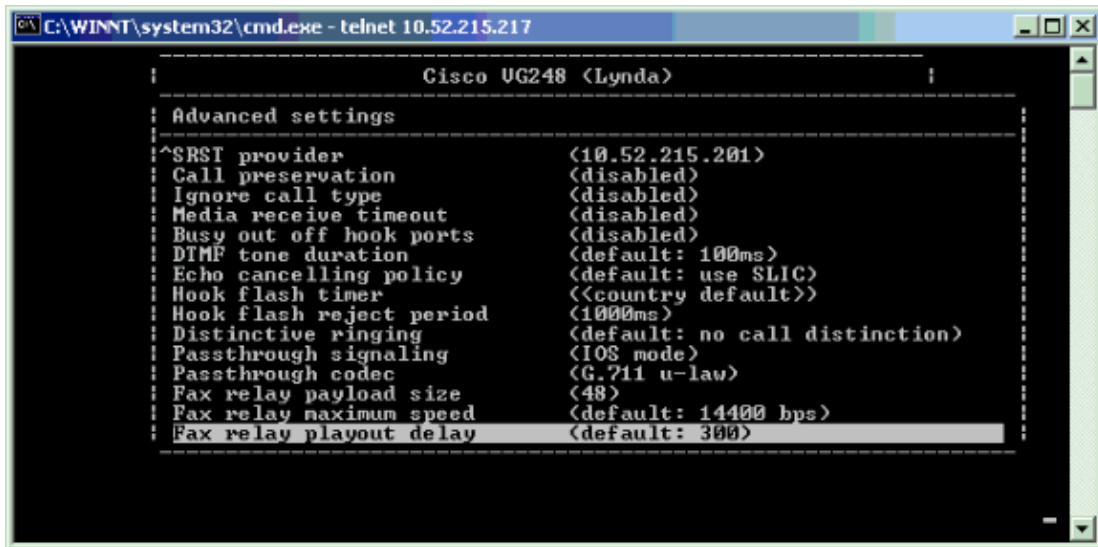 C:\WINNT\system32\cmd.exe - telnet 10.52.215.217
Cisco VG248 (Lynda)
Advanced settings
^SRST provider (10.52.215.201)
Call preservation (disabled)
Ignore call type (disabled)
Media receive timeout (disabled)
Busy out off hook ports (disabled)
DTMF tone duration (default: 100ms)
Echo cancelling policy (default: use SLIC)
Hook flash timer (<country default>)
Hook flash reject period (1000ms)
Distinctive ringing (default: no call distinction)
Passthrough signaling (IOS mode)
Passthrough codec (G.711 u-law)
Fax relay payload size (48)
Fax relay maximum speed (default: 14400 bps)
Fax relay playout delay (default: 300)